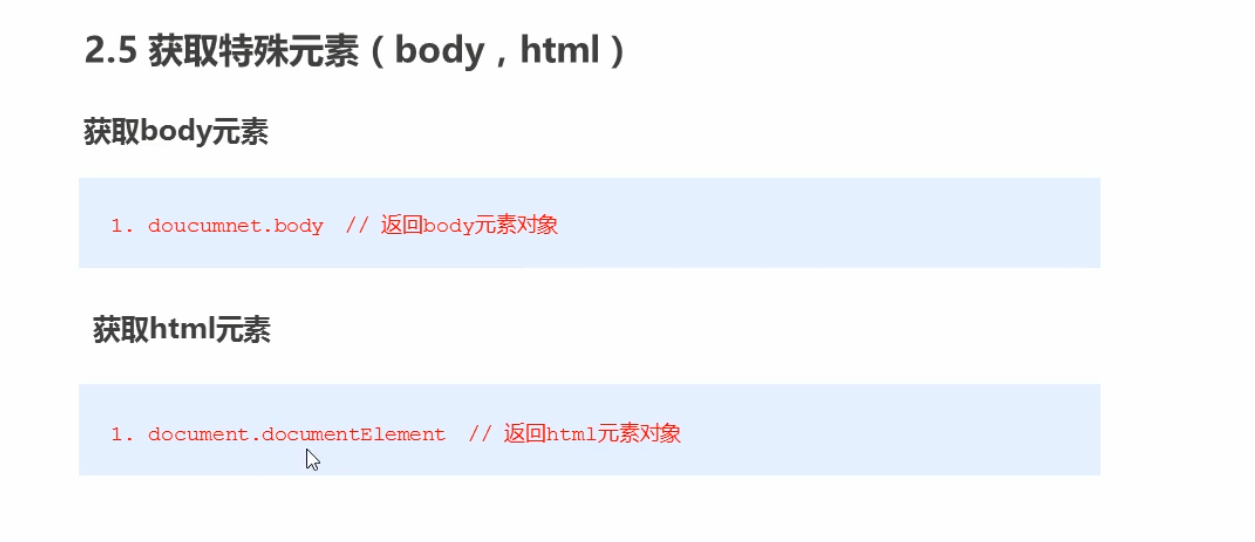 2.5 获取特殊元素（body，html）
获取body元素
1. doucumnet.body // 返回body元素对象
获取html元素
1. document.documentElement // 返回html元素对象